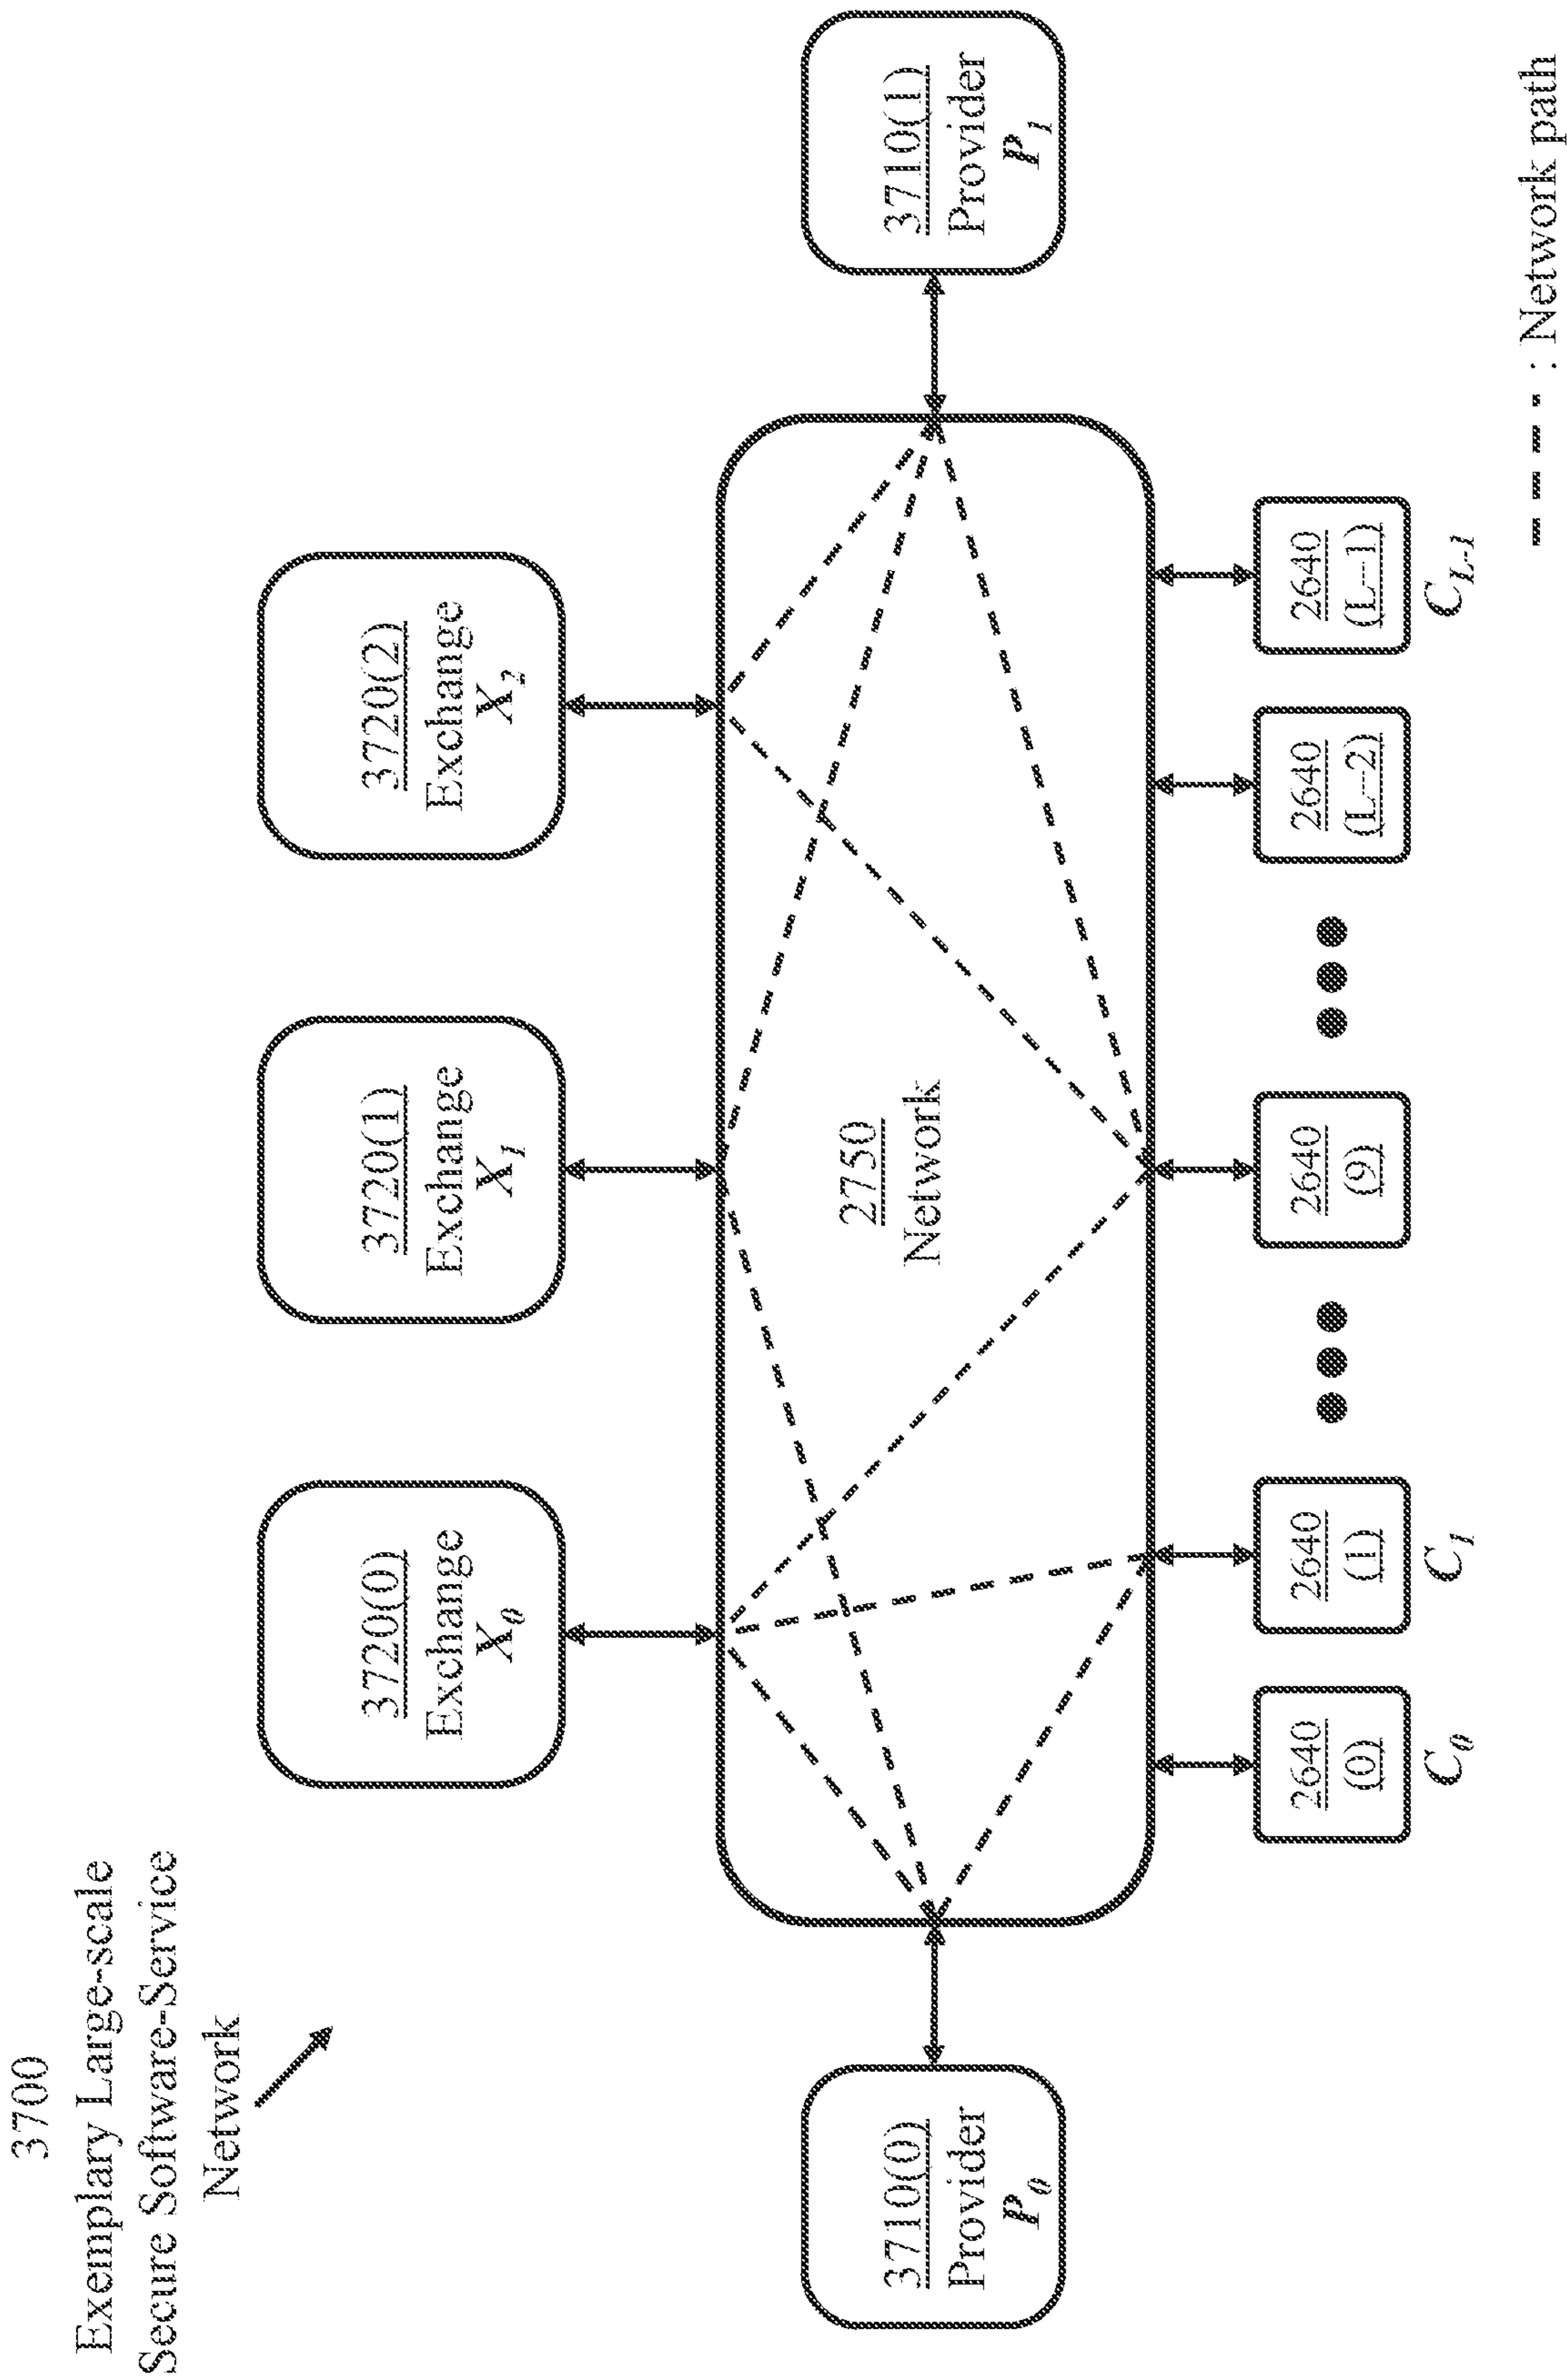 3700
Exemplary Large-scale
Secure Software-Service
Network
3720(0)
Exchange
X0
3720(1)
Exchange
X1
3720(2)
Exchange
X2
3710(0)
Provider
P0
2750
Network
3710(1)
Provider
P1
2640
(0)
C0
2640
(1)
C1
2640
(9)
2640
(L-2)
2640
(L-1)
CL-1
: Network path